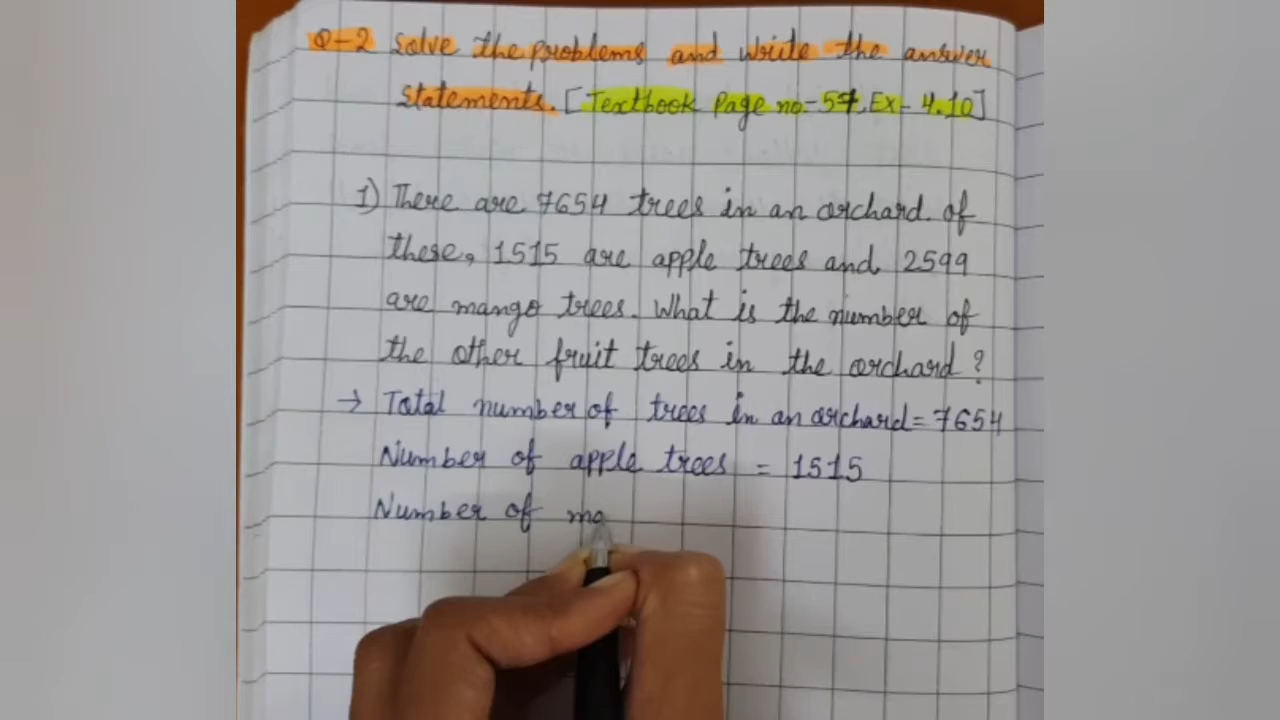 Q-2 Solve the problems and write the answer
statements. [Textbook Page no:- 57, Ex- 4.10]
1) There are 7654 trees in an orchard. of
these, 1515 are apple trees and 2599
are mango trees. What is the number of
the other fruit trees in the orchard?
→ Total number of trees in an orchard = 7654
Number of apple trees = 1515
Number of ma